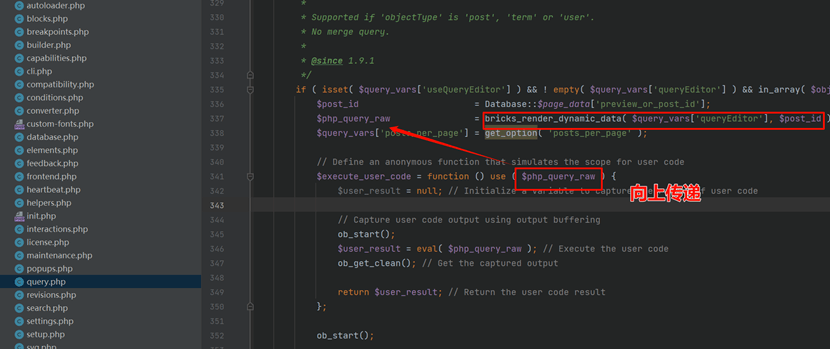 autoloader.php
blocks.php
breakpoints.php
builder.php
capabilities.php
cli.php
compatibility.php
conditions.php
converter.php
custom-fonts.php
database.php
elements.php
feedback.php
frontend.php
heartbeat.php
helpers.php
init.php
interactions.php
license.php
maintenance.php
popups.php
query.php
revisions.php
search.php
settings.php
setup.php
svg.php
329 *
330 * Supported if 'objectType' is 'post', 'term' or 'user'.
331 * No merge query.
332 *
333 * @since 1.9.1
334 */
335 if ( isset( $query_vars['useQueryEditor'] ) && ! empty( $query_vars['queryEditor'] ) && in_array( $obj
336 $post_id = Database::$page_data['preview_or_post_id'];
337 $php_query_raw = bricks_render_dynamic_data( $query_vars['queryEditor'], $post_id )
338 $query_vars['posts_per_page'] = get_option( 'posts_per_page' );
339
340 // Define an anonymous function that simulates the scope for user code
341 $execute_user_code = function () use ( $php_query_raw ) {
342 $user_result = null; // Initialize a variable to capture the of user code
向上传递
343
344 // Capture user code output using output buffering
345 ob_start();
346 $user_result = eval( $php_query_raw ); // Execute the user code
347 ob_get_clean(); // Get the captured output
348
349 return $user_result; // Return the user code result
350 };
351
352 ob_start();